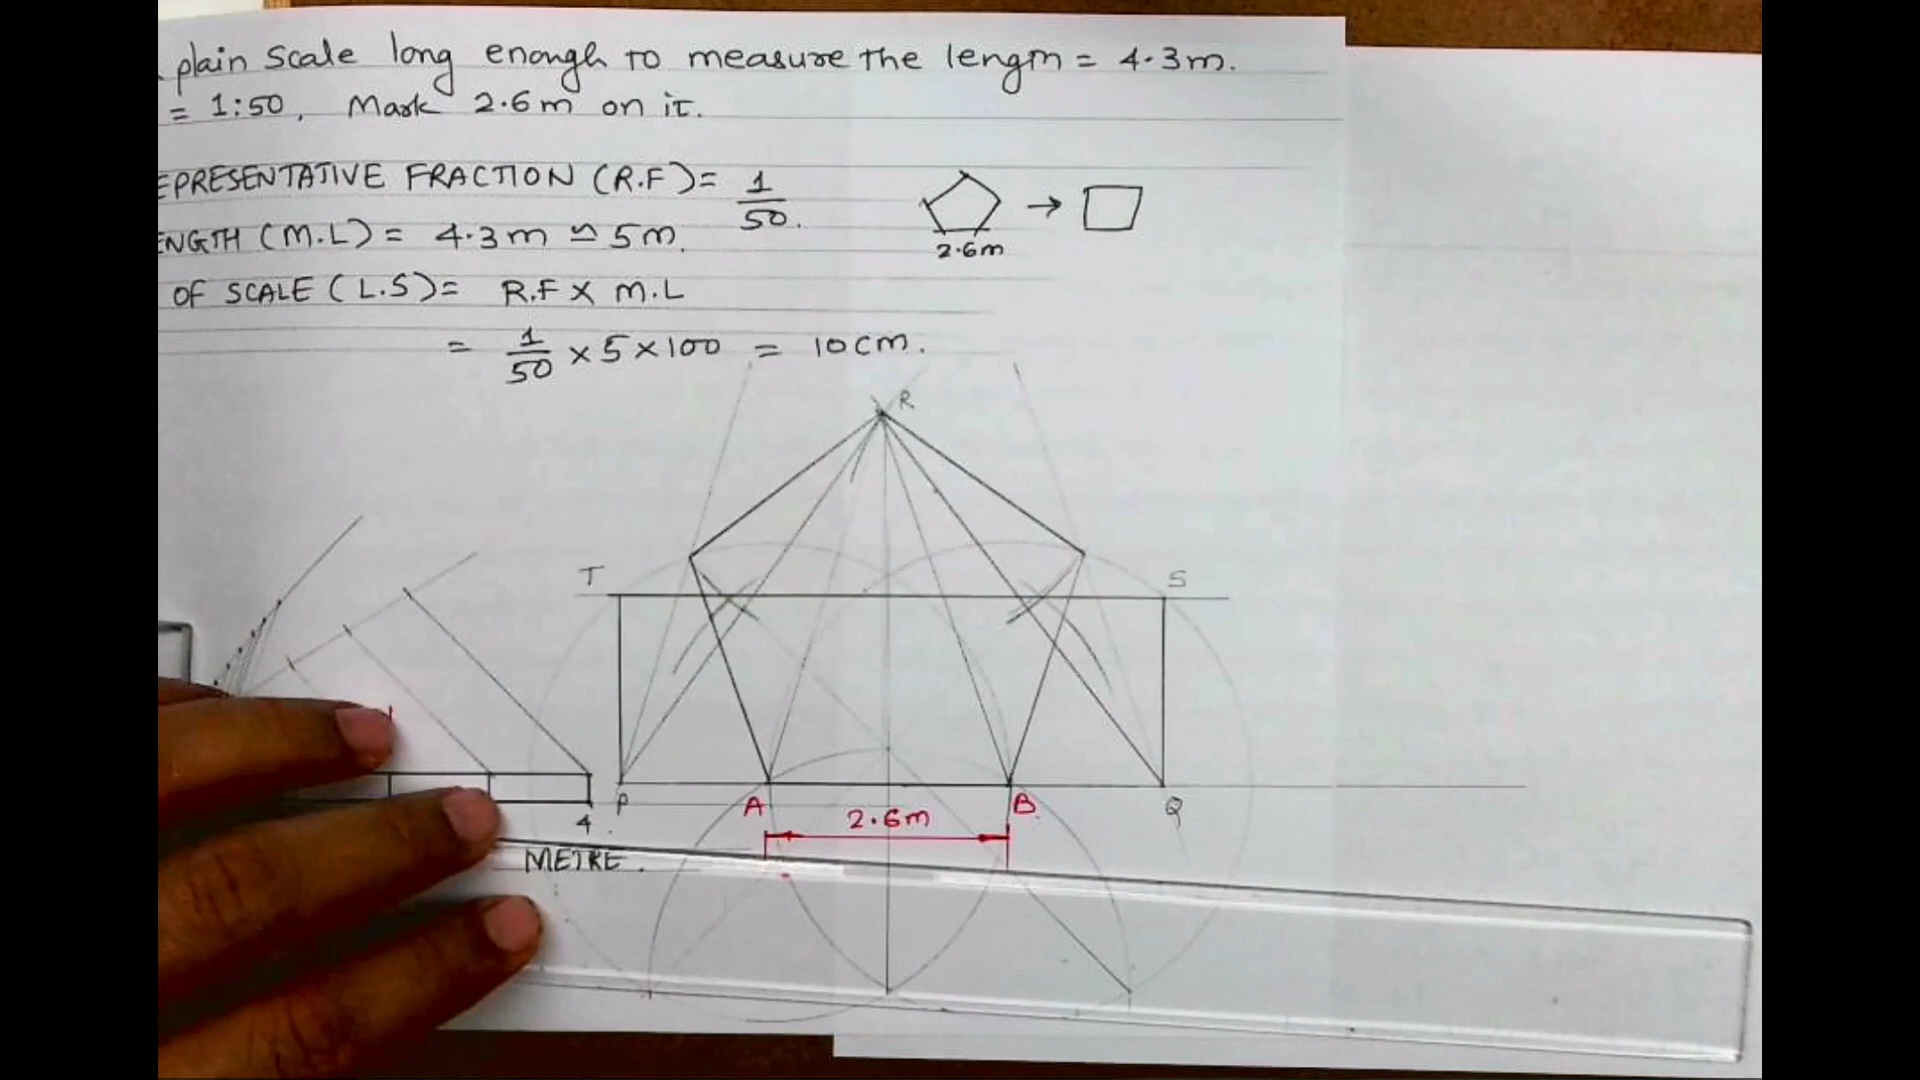 plain scale long enough to measure the length = 4.3m.
= 1:50, Mark 2.6m on it.
EPRESENTATIVE FRACTION (R.F) = 1/50.
ENGTH (M.L) = 4.3m ≃ 5m.
2.6m
OF SCALE (L.S) = R.F X M.L
= 1/50 × 5 × 100 = 10cm.
R
T S
P A B Q
4
2.6m
METRE.